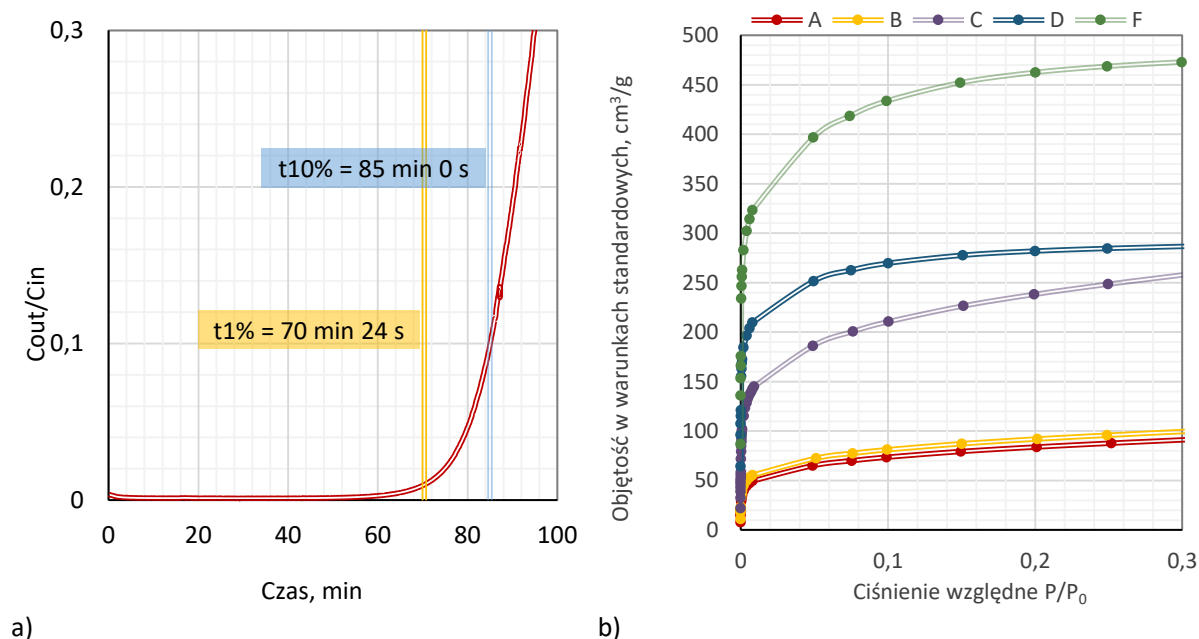 0,3
0,2
0,1
0
0
20
40
60
80
100
t10% = 85 min 0 s
t1% = 70 min 24 s
Cout/Cin
Czas, min
a)
A B C D F
500
450
400
350
300
250
200
150
100
50
0
0
0,1
0,2
0,3
Objętość w warunkach standardowych, cm³/g
Ciśnienie względne P/P₀
b)